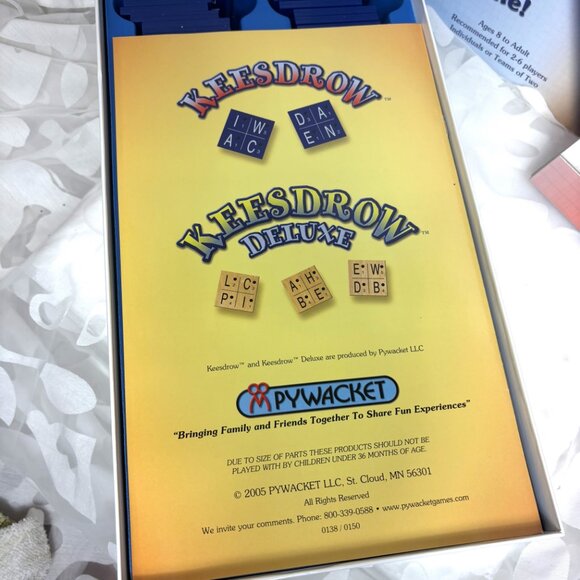 !
Ages 8 to Adult
Recommended for 2-6 players
Individuals or Teams of Two
KEESDROW™
I W
A C
D A
E N
KEESDROW
DELUXE™
L C
P I
A H
B E
E W
D B
Keesdrow™ and Keesdrow™ Deluxe are produced by Pywacket LLC
PYWACKET
"Bringing Family and Friends Together To Share Fun Experiences"
DUE TO SIZE OF PARTS THESE PRODUCTS SHOULD NOT BE
PLAYED WITH BY CHILDREN UNDER 36 MONTHS OF AGE.
© 2005 PYWACKET LLC, St. Cloud, MN 56301
All Rights Reserved
We invite your comments. Phone: 800-339-0588 • www.pywacketgames.com
0138 / 0150